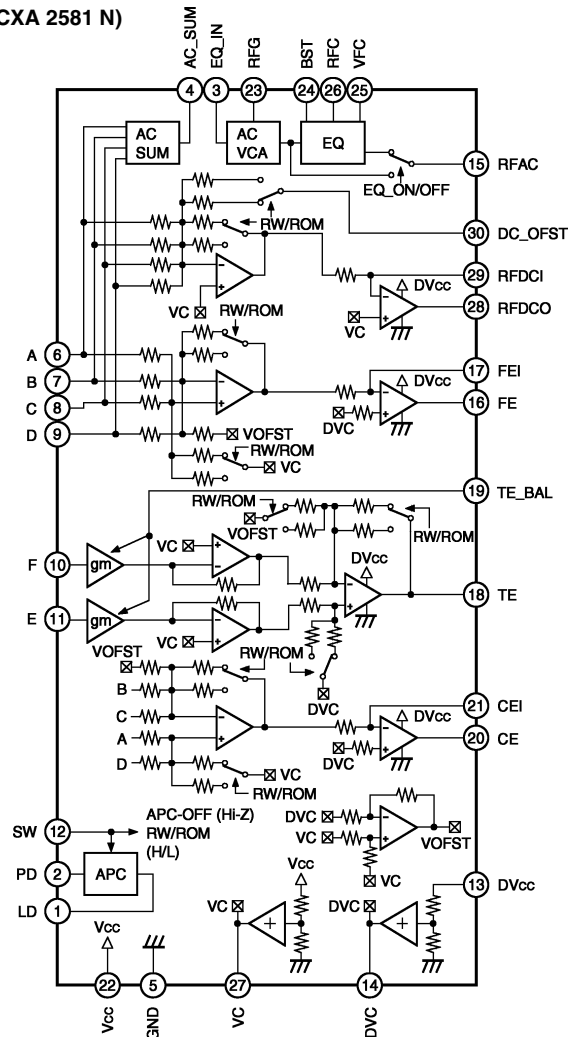 CXA 2581 N)
AC_SUM
EQ_IN
RFG
BST
RFC
VFC
4
3
23
24
26
25
AC
SUM
AC
VCA
EQ
15 RFAC
EQ_ON/OFF
RW/ROM
30 DC_OFST
29 RFDCI
DVcc
28 RFDCO
VC
VC
RW/ROM
A 6
B 7
C 8
D 9
17 FEI
DVcc
16 FE
DVC
VOFST
RW/ROM
VC
19 TE_BAL
RW/ROM
VOFST
RW/ROM
VC
F 10
gm
DVcc
18 TE
E 11
gm
VC
VOFST
RW/ROM
DVC
B
C
A
D
21 CEI
DVcc
20 CE
DVC
VC
RW/ROM
SW 12
APC-OFF (Hi-Z)
RW/ROM
(H/L)
DVC
VC
VOFST
VC
PD 2
APC
LD 1
13 DVcc
Vcc
VC
Vcc
DVC
22
5
27
14
Vcc
GND
VC
DVC